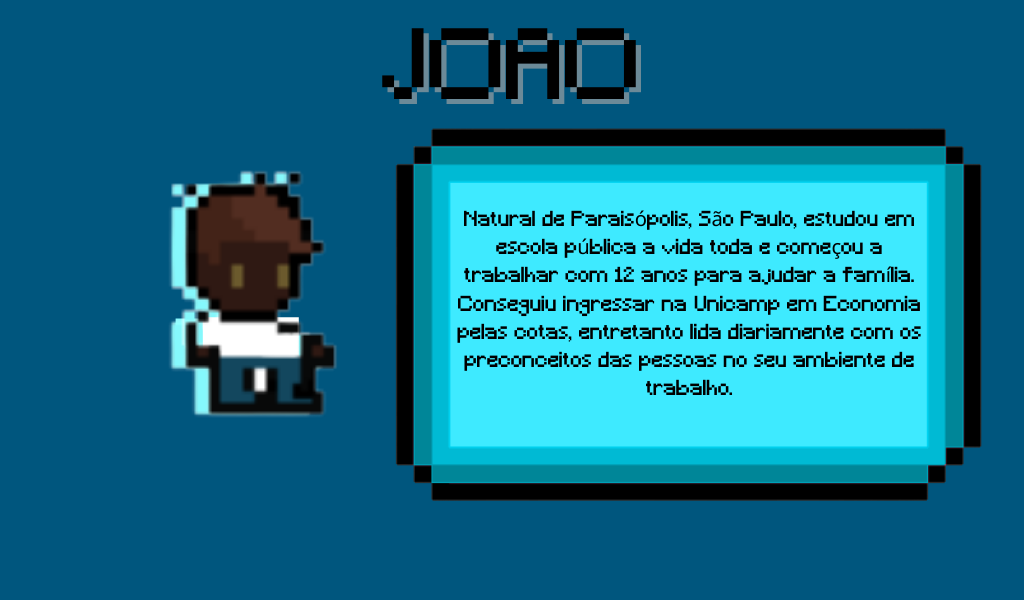 JOAO
Natural de Paraisópolis, São Paulo, estudou em
escola pública a vida toda e começou a
trabalhar com 12 anos para ajudar a família.
Conseguiu ingressar na Unicamp em Economia
pelas cotas, entretanto lida diariamente com os
preconceitos das pessoas no seu ambiente de
trabalho.